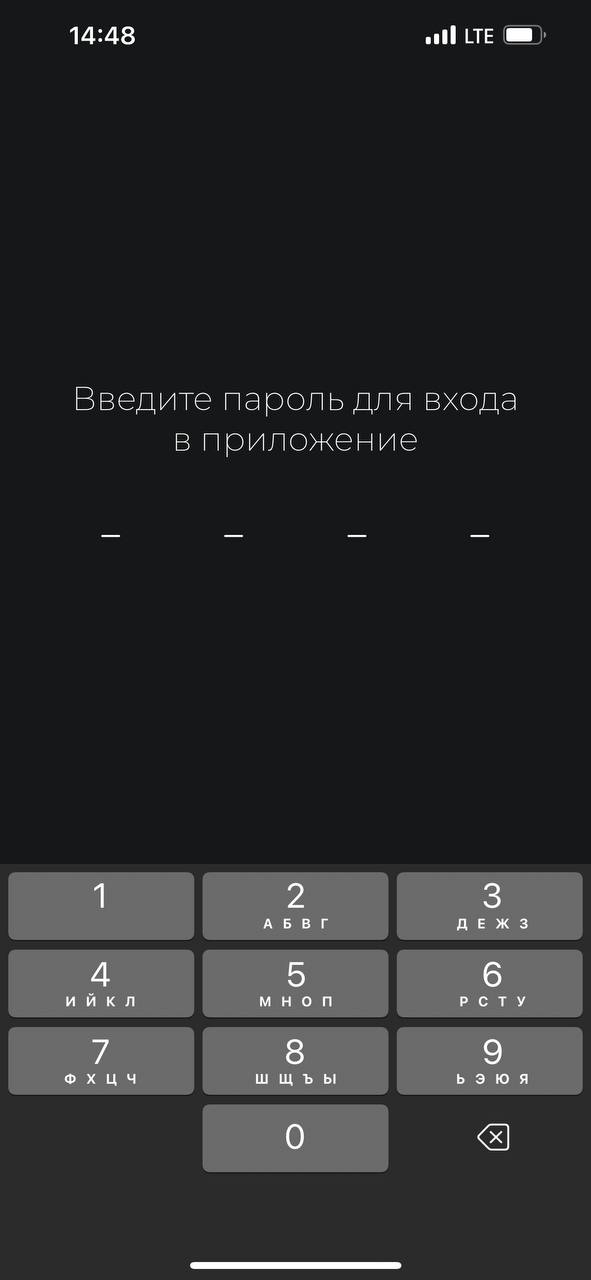 14:48
LTE
Введите пароль для входа
в приложение
1
2
3
А Б В Г
Д Е Ж З
4
5
6
И Й К Л
М Н О П
Р С Т У
7
8
9
Ф Х Ц Ч
Ш Щ Ъ Ы
Ь Э Ю Я
0